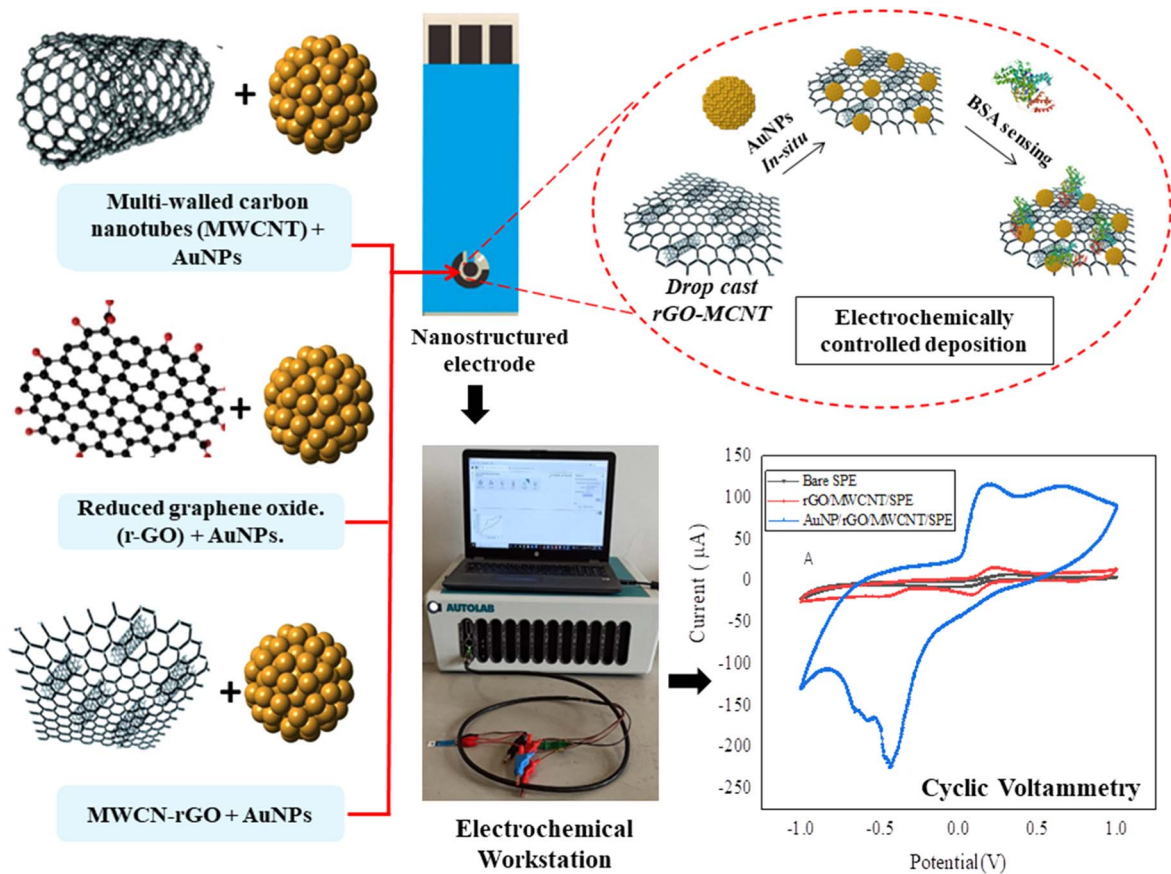 +
Multi-walled carbon
nanotubes (MWCNT) +
AuNPs
+
Reduced graphene oxide.
(r-GO) + AuNPs.
+
MWCN-rGO + AuNPs
Nanostructured
electrode
AuNPs
In-situ
BSA sensing
Drop cast
rGO-MCNT
Electrochemically
controlled deposition
AUTOLAB
Electrochemical
Workstation
150
100
50
0
-50
-100
-150
-200
-250
Current ( μA)
Bare SPE
rGO/MWCNT/SPE
AuNP/rGO/MWCNT/SPE
A
Cyclic Voltammetry
-1.0 -0.5 0.0 0.5 1.0
Potential (V)